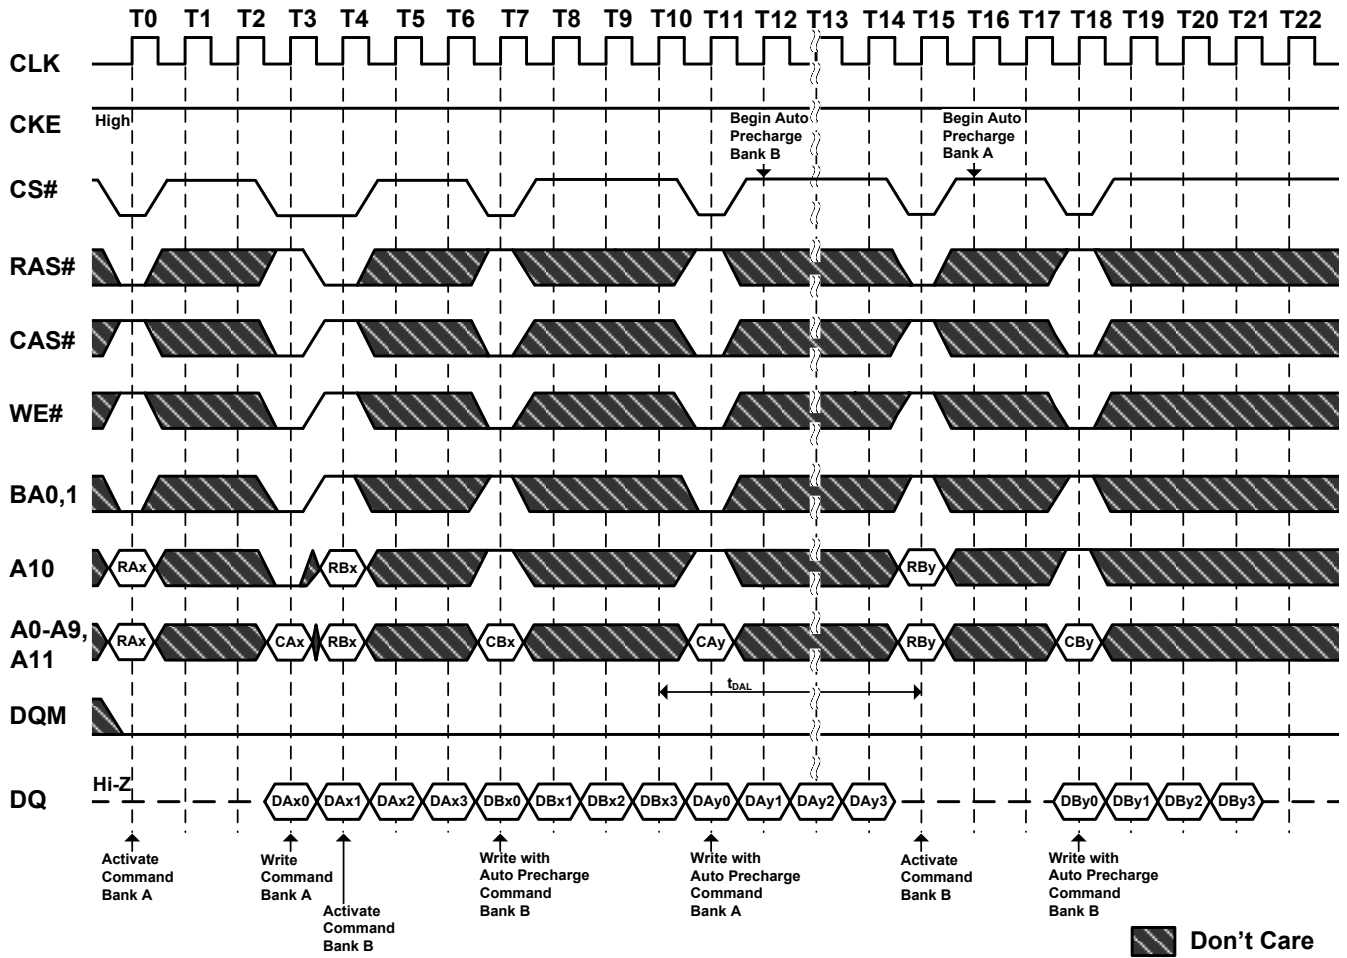 T0 T1 T2 T3 T4 T5 T6 T7 T8 T9 T10 T11 T12 T13 T14 T15 T16 T17 T18 T19 T20 T21 T22
CLK
CKE
High
Begin Auto
Precharge
Bank B
Begin Auto
Precharge
Bank A
CS#
RAS#
CAS#
WE#
BA0,1
A10
RAx RBx RBy
A0-A9,
A11
RAx CAx RBx CBx CAy RBy CBy
tDAL
DQM
Hi-Z
DQ
DAx0 DAx1 DAx2 DAx3 DBx0 DBx1 DBx2 DBx3 DAy0 DAy1 DAy2 DAy3 DBy0 DBy1 DBy2 DBy3
Activate
Command
Bank A
Write
Command
Bank A
Activate
Command
Bank B
Write with
Auto Precharge
Command
Bank B
Write with
Auto Precharge
Command
Bank A
Activate
Command
Bank B
Write with
Auto Precharge
Command
Bank B
Don't Care